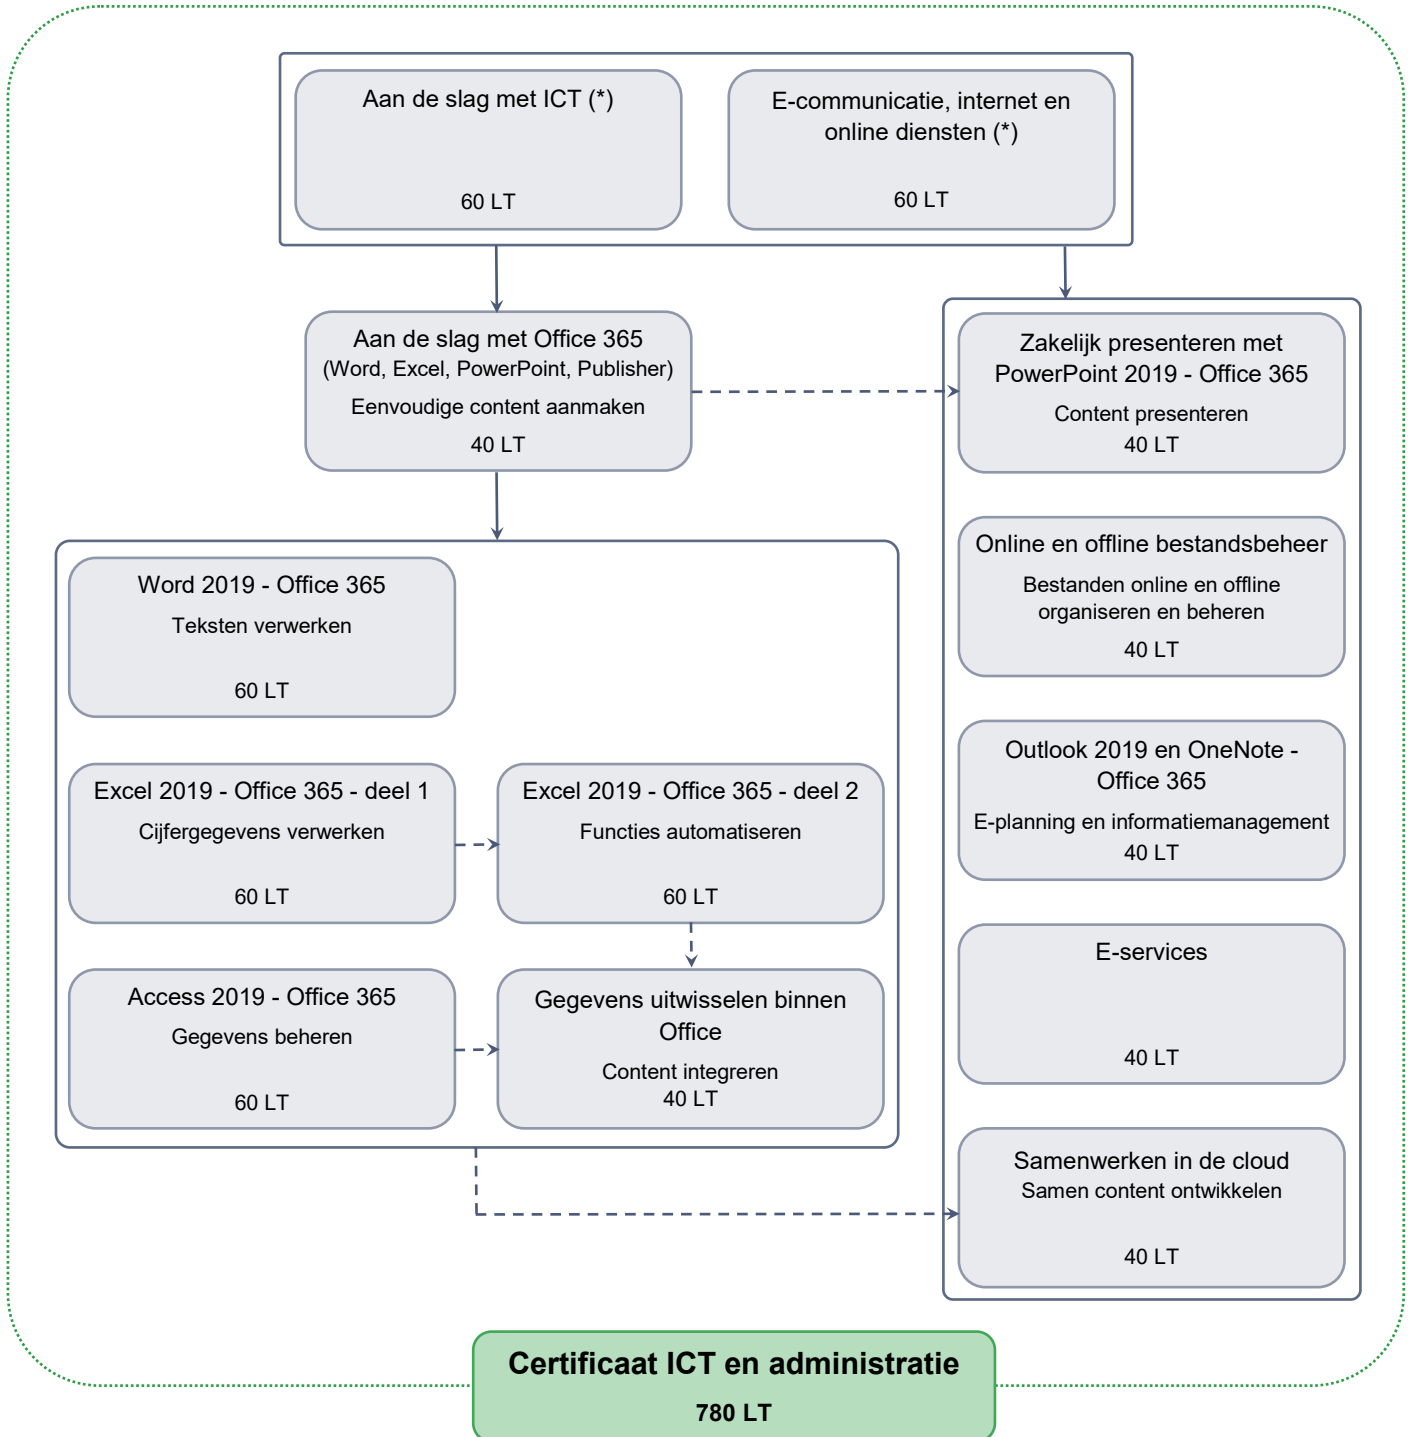 Aan de slag met ICT (*)
60 LT
E-communicatie, internet en
online diensten (*)
60 LT
Aan de slag met Office 365
(Word, Excel, PowerPoint, Publisher)
Eenvoudige content aanmaken
40 LT
Zakelijk presenteren met
PowerPoint 2019 - Office 365
Content presenteren
40 LT
Online en offline bestandsbeheer
Bestanden online en offline
organiseren en beheren
40 LT
Outlook 2019 en OneNote -
Office 365
E-planning en informatiemanagement
40 LT
E-services
40 LT
Samenwerken in de cloud
Samen content ontwikkelen
40 LT
Word 2019 - Office 365
Teksten verwerken
60 LT
Excel 2019 - Office 365 - deel 1
Cijfergegevens verwerken
60 LT
Excel 2019 - Office 365 - deel 2
Functies automatiseren
60 LT
Access 2019 - Office 365
Gegevens beheren
60 LT
Gegevens uitwisselen binnen
Office
Content integreren
40 LT
Certificaat ICT en administratie
780 LT